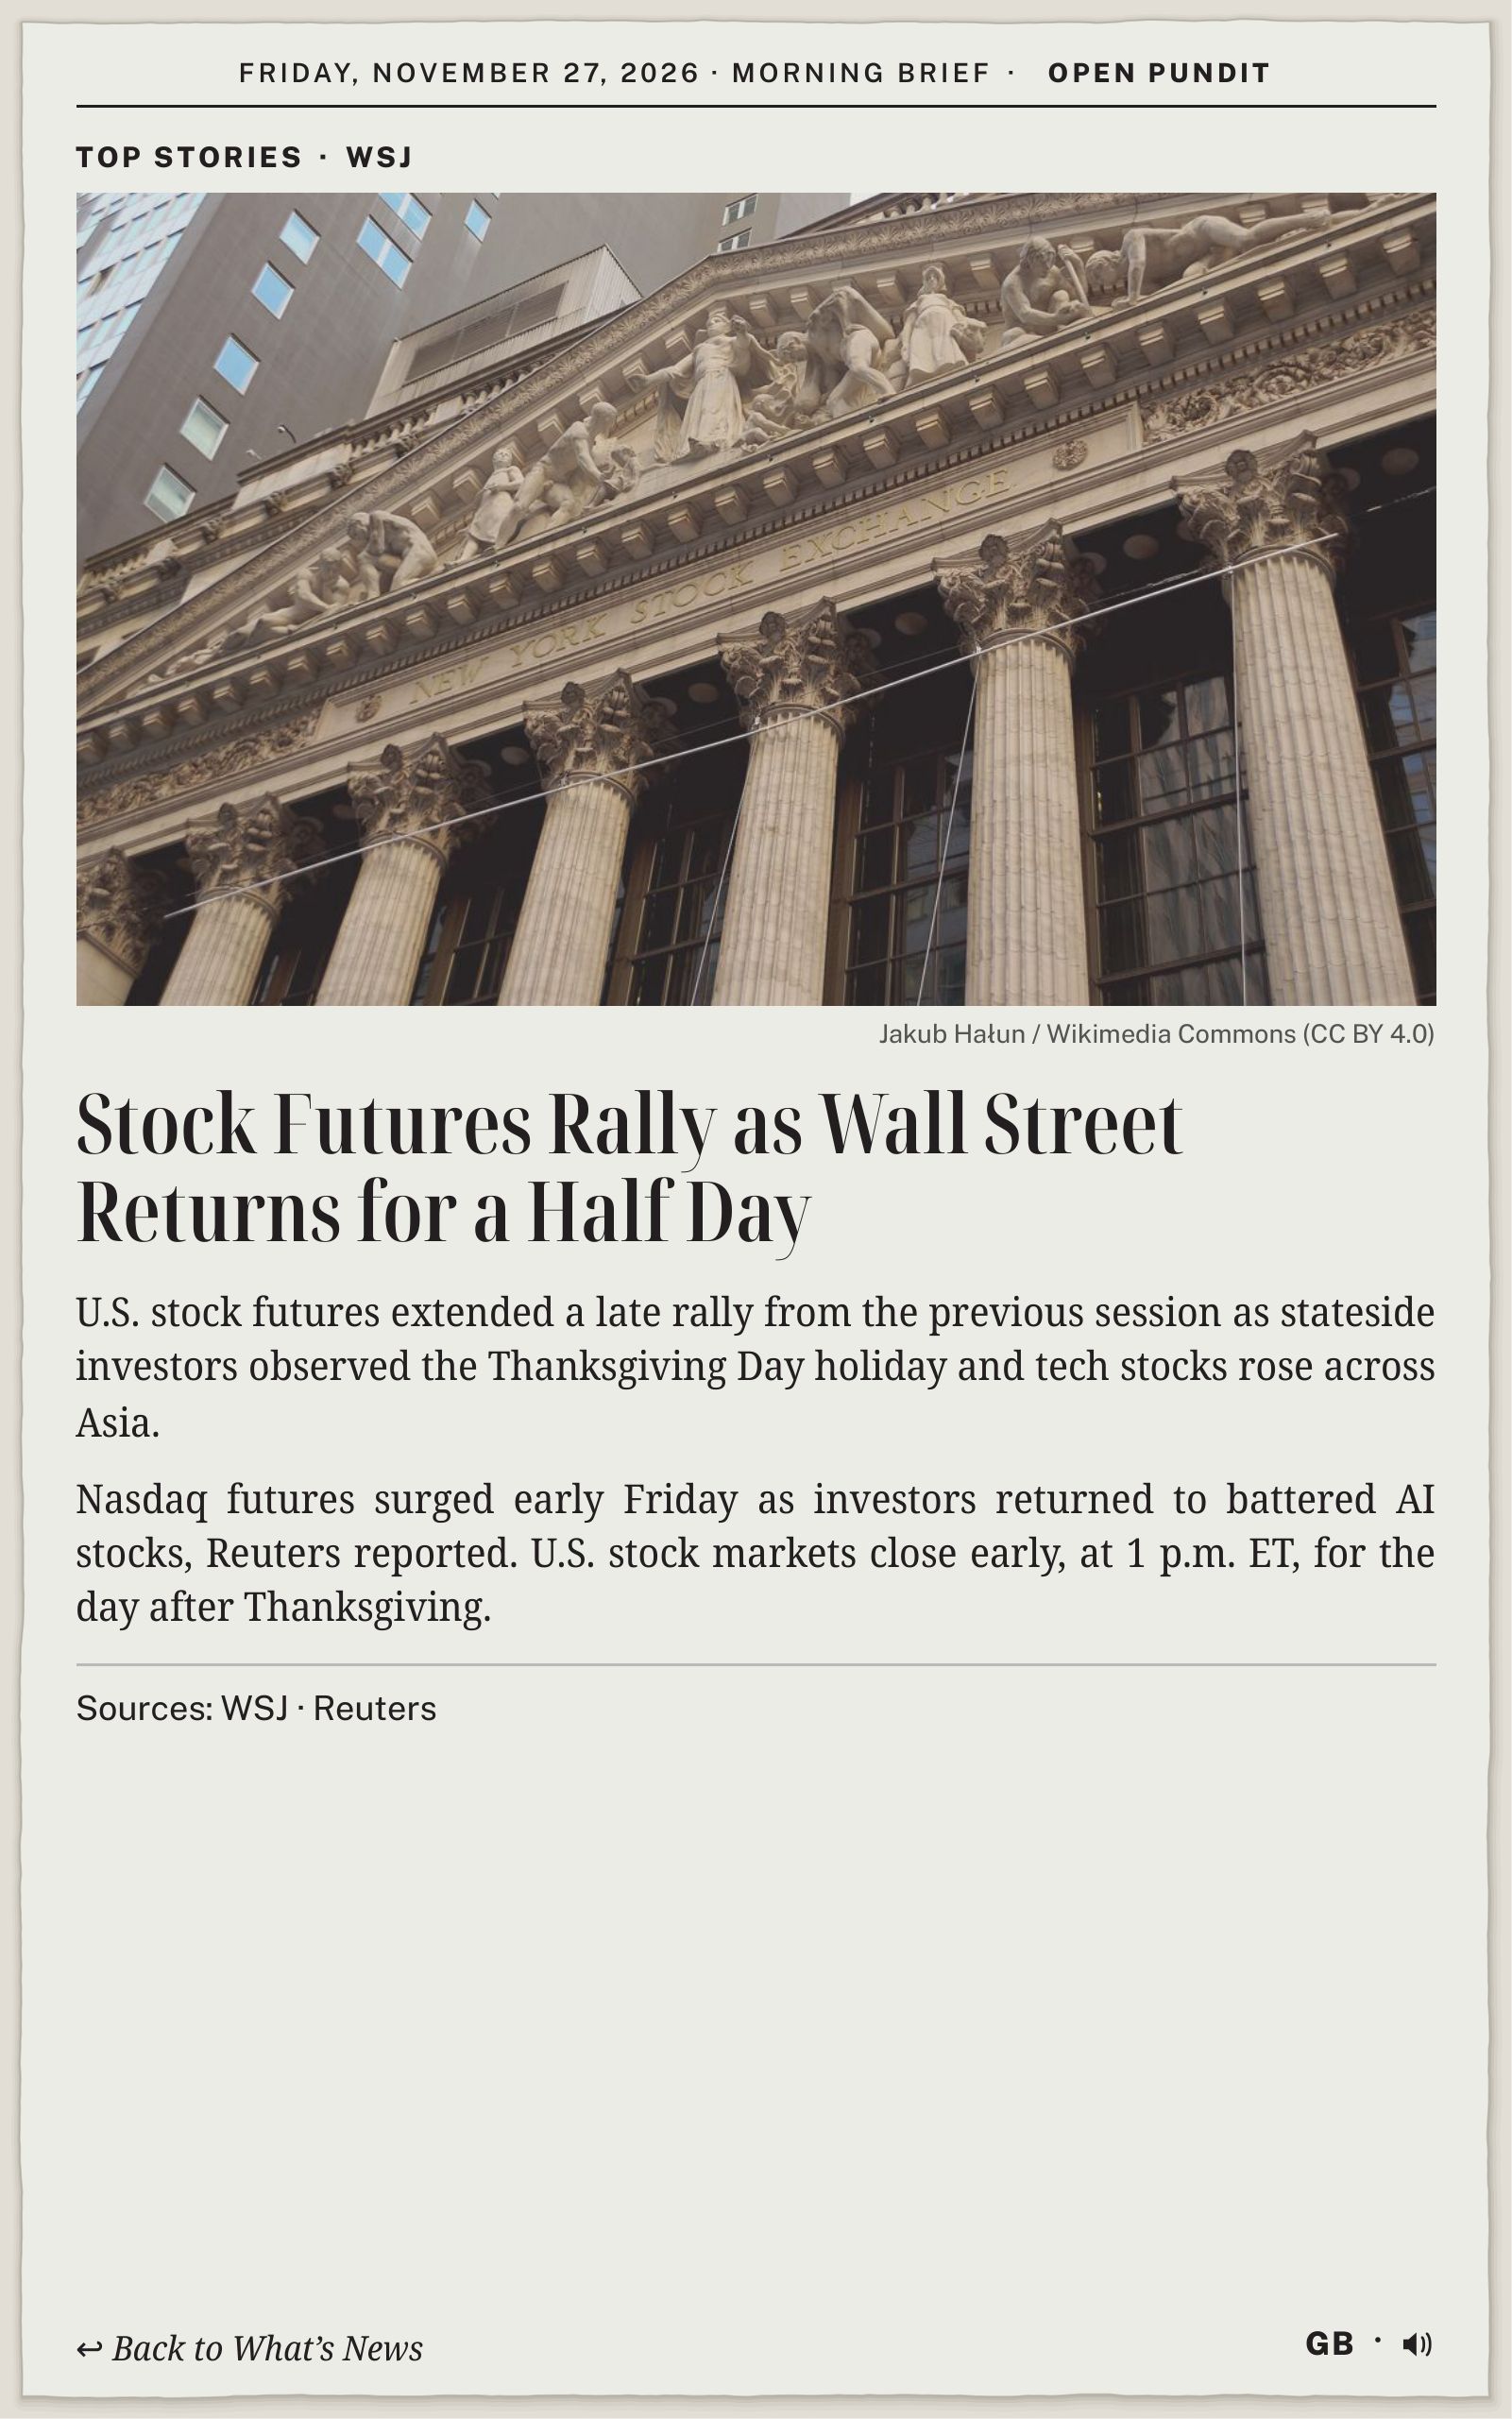 FRIDAY, NOVEMBER 27, 2026 · MORNING BRIEF · OPEN PUNDIT
TOP STORIES · WSJ
NEW YORK STOCK EXCHANGE
Jakub Hałun / Wikimedia Commons (CC BY 4.0)
Stock Futures Rally as Wall Street
Returns for a Half Day
U.S. stock futures extended a late rally from the previous session as stateside
investors observed the Thanksgiving Day holiday and tech stocks rose across
Asia.
Nasdaq futures surged early Friday as investors returned to battered AI
stocks, Reuters reported. U.S. stock markets close early, at 1 p.m. ET, for the
day after Thanksgiving.
Sources: WSJ · Reuters
↩ Back to What’s News
GB ·